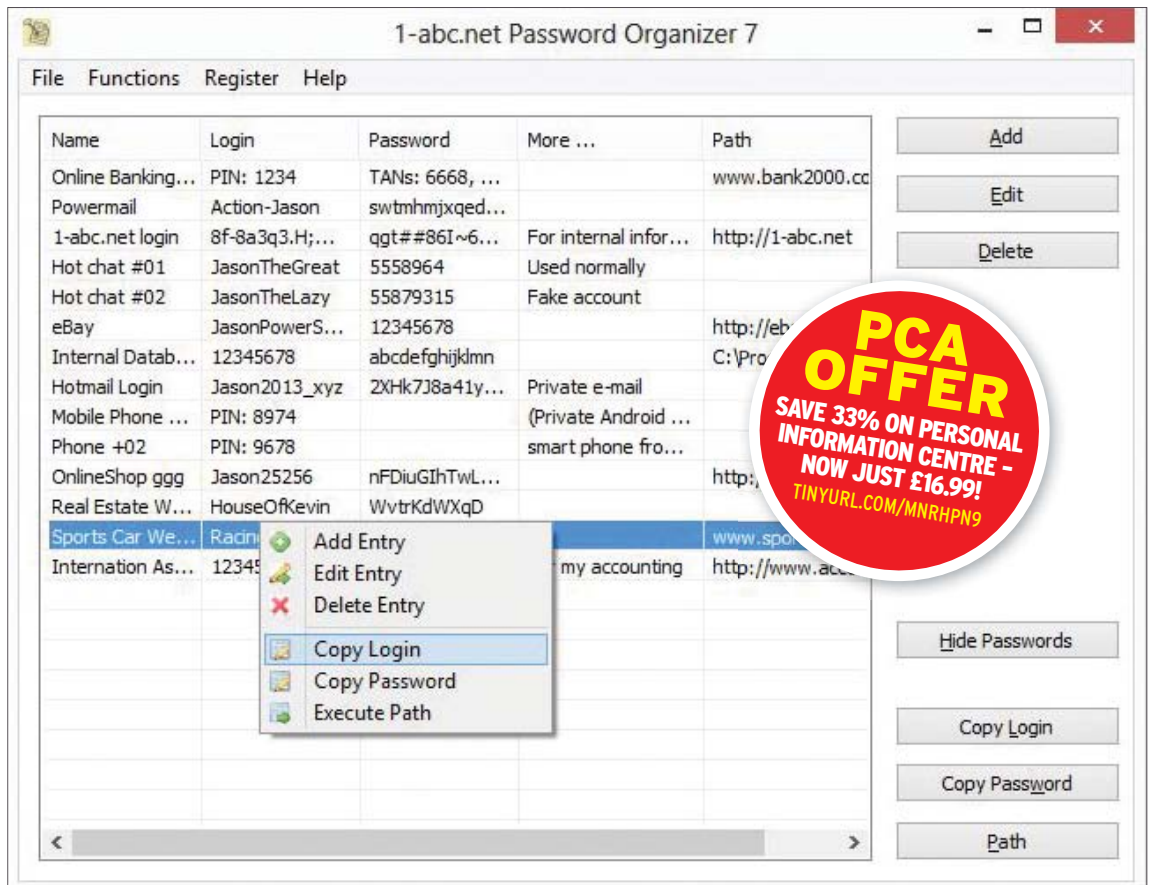 1-abc.net Password Organizer 7
File Functions Register Help
Name Login Password More ... Path
Online Banking... PIN: 1234 TANs: 6668, ... www.bank2000.cc
Powermail Action-Jason swtmhmjxqed...
1-abc.net login 8f-8a3q3.H;... qgt##86I~6... For internal infor... http://1-abc.net
Hot chat #01 JasonTheGreat 5558964 Used normally
Hot chat #02 JasonTheLazy 55879315 Fake account
eBay JasonPowerS... 12345678 http://eb
Internal Datab... 12345678 abcdefghijklmn C:\Pro
Hotmail Login Jason2013_xyz 2XHk7J8a41y... Private e-mail
Mobile Phone ... PIN: 8974 (Private Android ...
Phone +02 PIN: 9678 smart phone fro...
OnlineShop ggg Jason25256 nFDiuGIhTwL... http:/
Real Estate W... HouseOfKevin WvtrKdWXqD
Sports Car We... Racin www.spo
Internation As... 12345 my accounting http://www.acc
Add Entry
Edit Entry
Delete Entry
Copy Login
Copy Password
Execute Path
Add
Edit
Delete
PCA
OFFER
SAVE 33% ON PERSONAL
INFORMATION CENTRE –
NOW JUST £16.99!
TINYURL.COM/MNRHPN9
Hide Passwords
Copy Login
Copy Password
Path